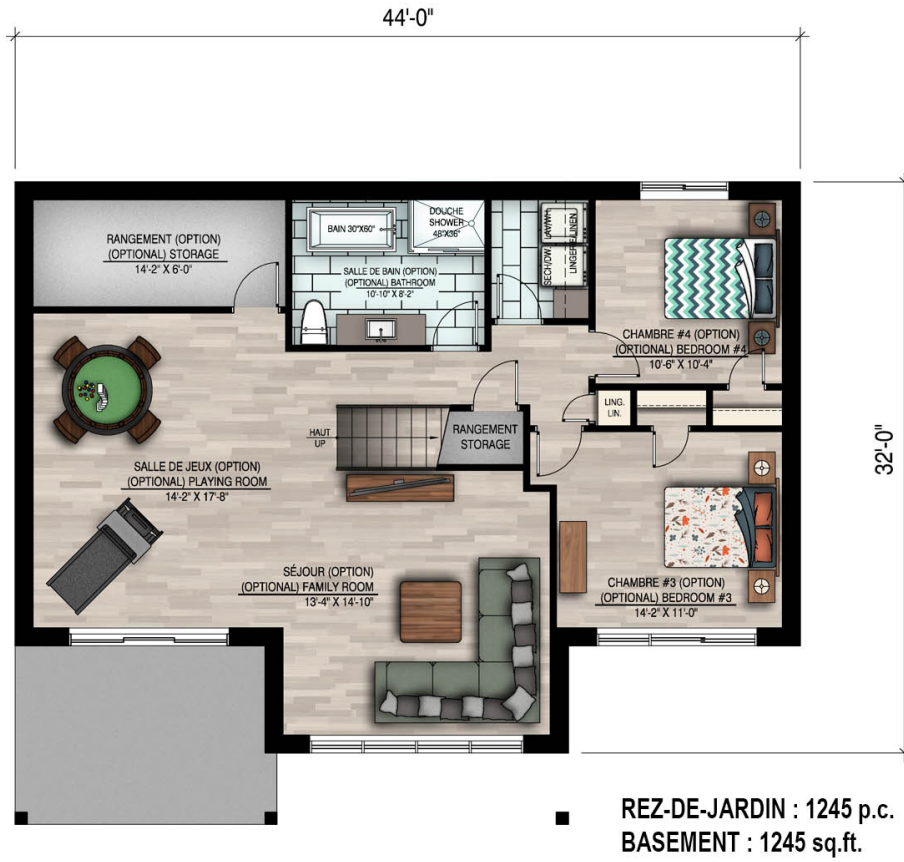 44'-0"
RANGEMENT (OPTION)
(OPTIONAL) STORAGE
14'-2" X 6'-0"
BAIN 30"X60"
DOUCHE
SHOWER
48"X36"
SALLE DE BAIN (OPTION)
(OPTIONAL) BATHROOM
10'-10" X 8'-2"
LAV/WH
SECH/DW.
LINGERIE/LINEN
CHAMBRE #4 (OPTION)
(OPTIONAL) BEDROOM #4
10'-6" X 10'-4"
LING.
LIN.
HAUT
UP
RANGEMENT
STORAGE
32'-0"
SALLE DE JEUX (OPTION)
(OPTIONAL) PLAYING ROOM
14'-2" X 17'-8"
SÉJOUR (OPTION)
(OPTIONAL) FAMILY ROOM
13'-4" X 14'-10"
CHAMBRE #3 (OPTION)
(OPTIONAL) BEDROOM #3
14'-2" X 11'-0"
REZ-DE-JARDIN : 1245 p.c.
BASEMENT : 1245 sq.ft.